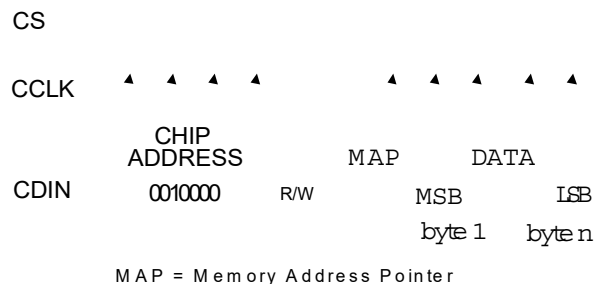 CS
CCLK
CHIP
ADDRESS
MAP DATA
CDIN 0010000 R/W MSB LSB
byte 1 byte n
MAP = Memory Address Pointer